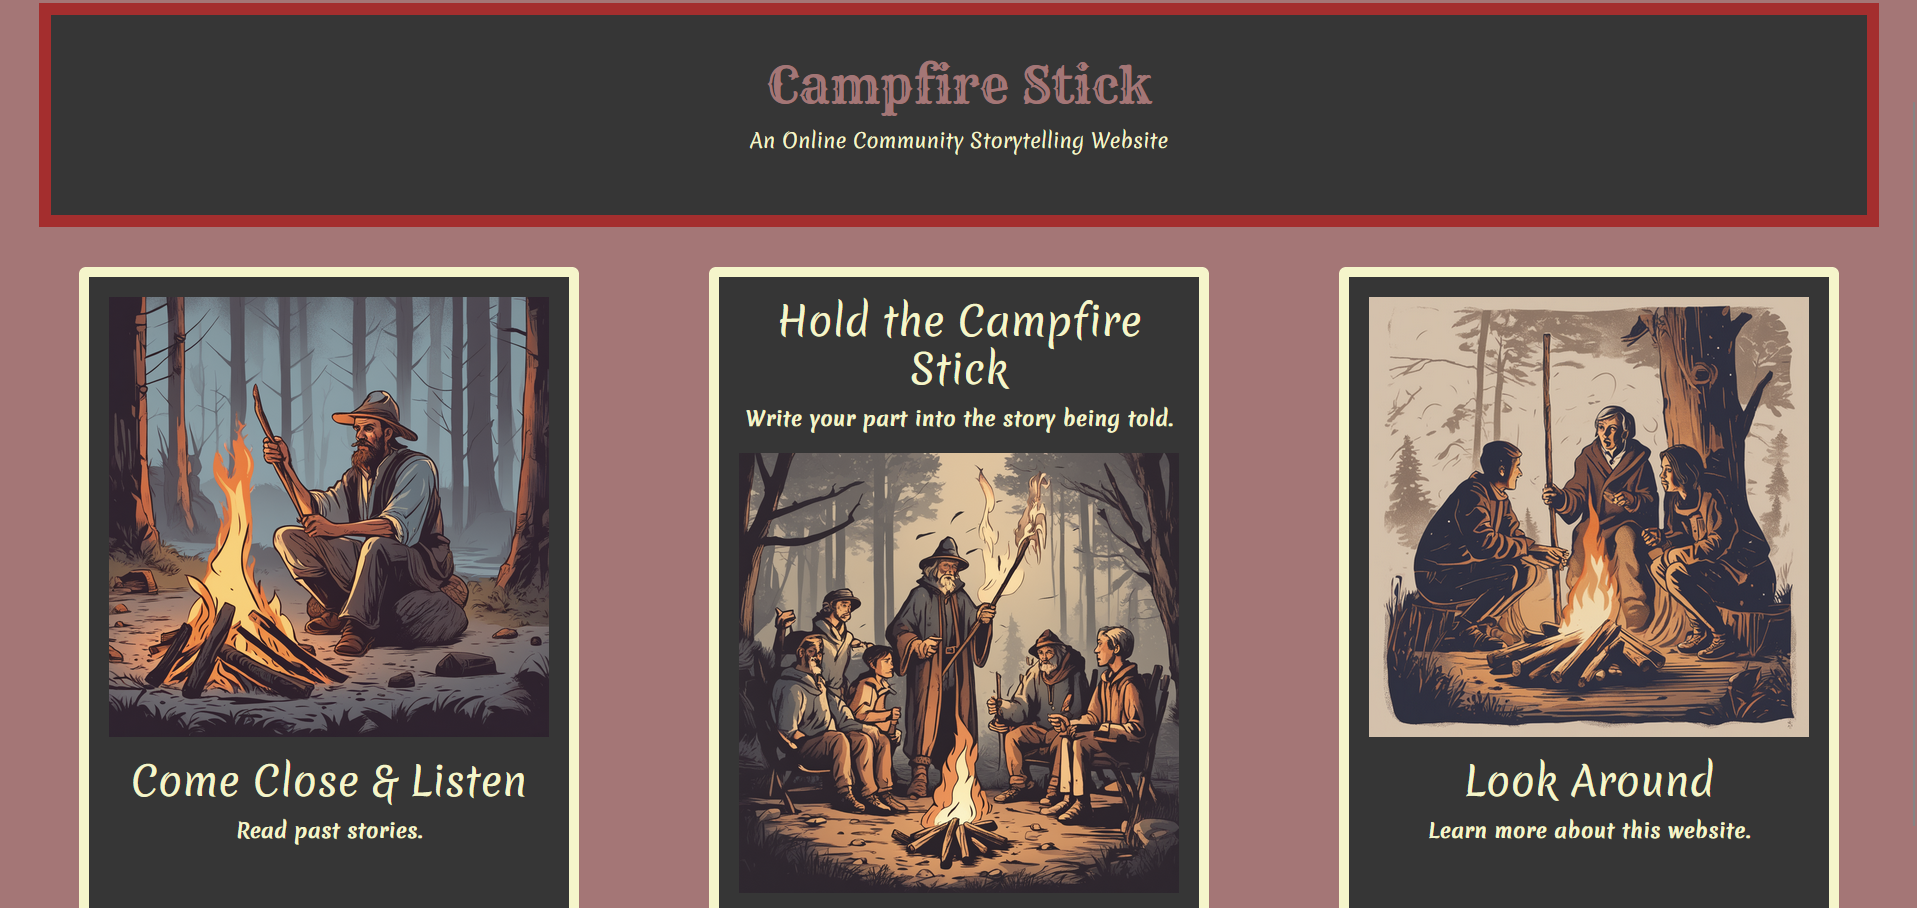 Campfire Stick
An Online Community Storytelling Website
Come Close & Listen
Read past stories.
Hold the Campfire
Stick
Write your part into the story being told.
Look Around
Learn more about this website.